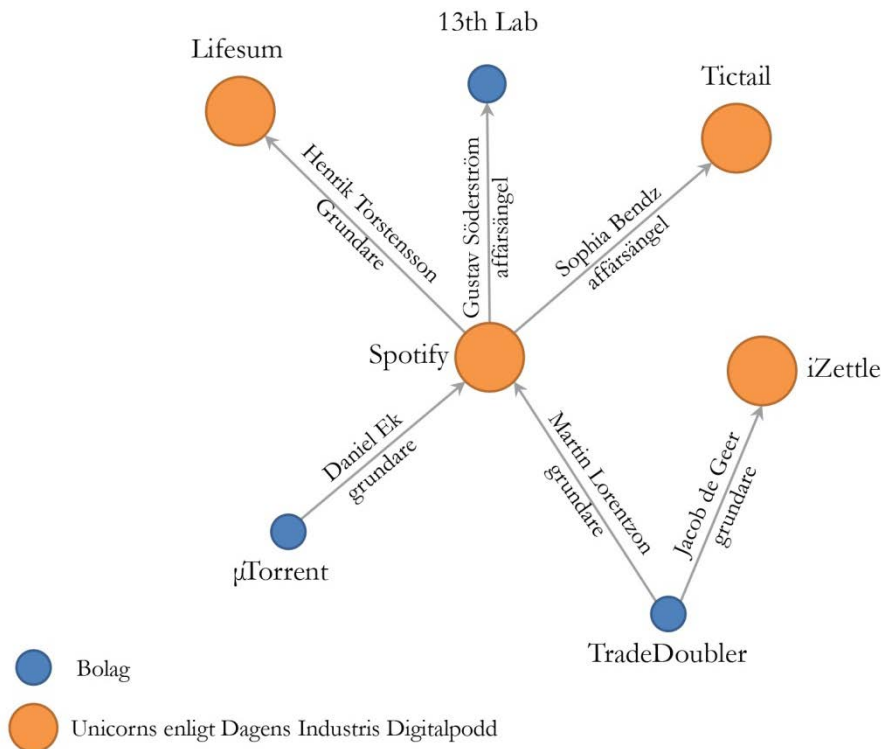 13th Lab
Lifesum
Tictail
Henrik Torstensson
Grundare
Gustav Söderström
affärsängel
Sophia Bendz
affärsängel
Spotify
iZettle
Daniel Ek
grundare
Martin Lorentzon
grundare
Jacob de Geer
grundare
µTorrent
TradeDoubler
Bolag
Unicorns enligt Dagens Industris Digitalpodd